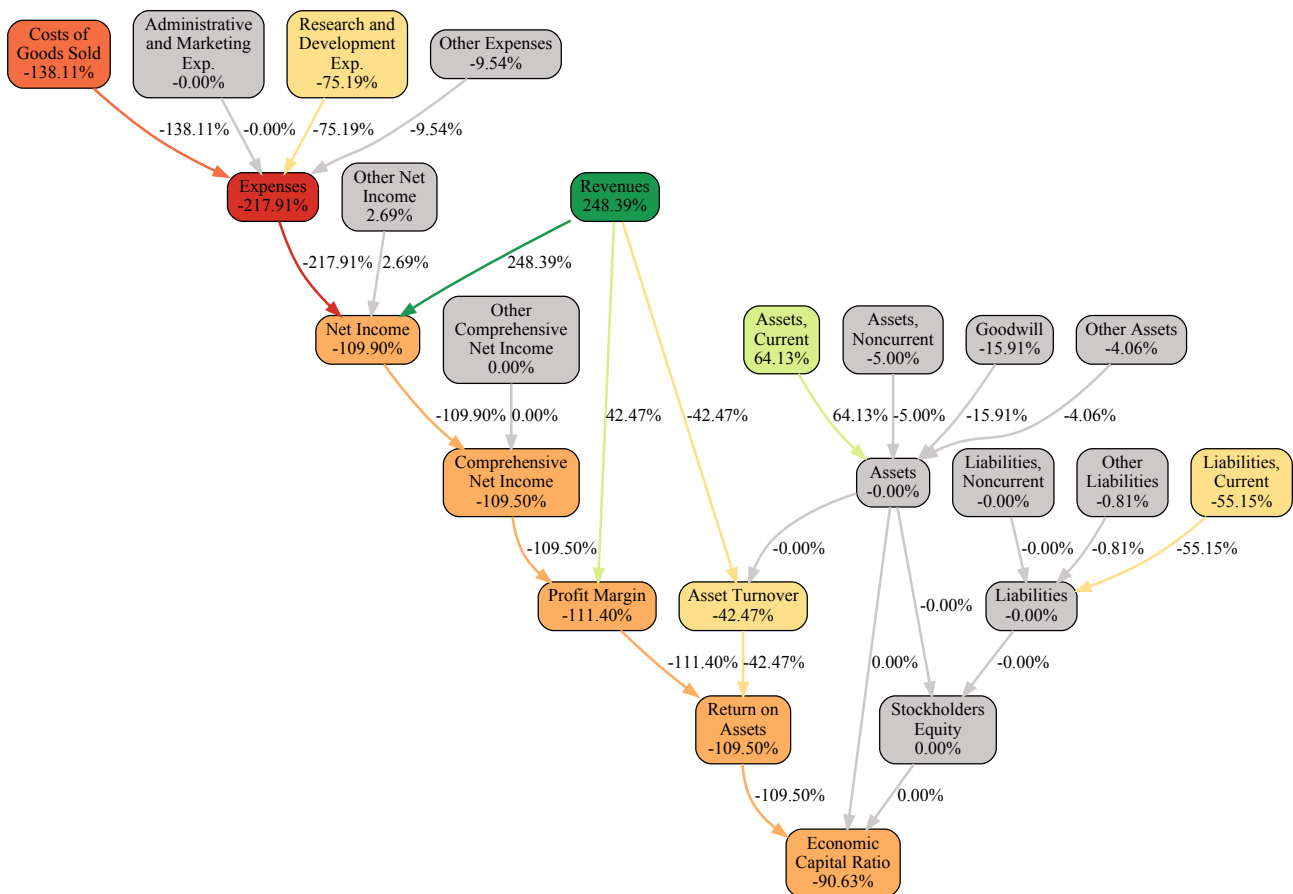 Costs of
Goods Sold
-138.11%
Administrative
and Marketing
Exp.
-0.00%
Research and
Development
Exp.
-75.19%
Other Expenses
-9.54%
-138.11%
-0.00%
-75.19%
-9.54%
Expenses
-217.91%
Other Net
Income
2.69%
Revenues
248.39%
-217.91%
2.69%
248.39%
Net Income
-109.90%
Other
Comprehensive
Net Income
0.00%
Assets,
Current
64.13%
Assets,
Noncurrent
-5.00%
Goodwill
-15.91%
Other Assets
-4.06%
-109.90%
0.00%
42.47%
-42.47%
64.13%
-5.00%
-15.91%
-4.06%
Comprehensive
Net Income
-109.50%
Assets
-0.00%
Liabilities,
Noncurrent
-0.00%
Other
Liabilities
-0.81%
Liabilities,
Current
-55.15%
-109.50%
-0.00%
-0.00%
-0.00%
-0.81%
-55.15%
Profit Margin
-111.40%
Asset Turnover
-42.47%
Liabilities
-0.00%
-111.40%
-42.47%
0.00%
-0.00%
Return on
Assets
-109.50%
Stockholders
Equity
0.00%
-109.50%
0.00%
Economic
Capital Ratio
-90.63%